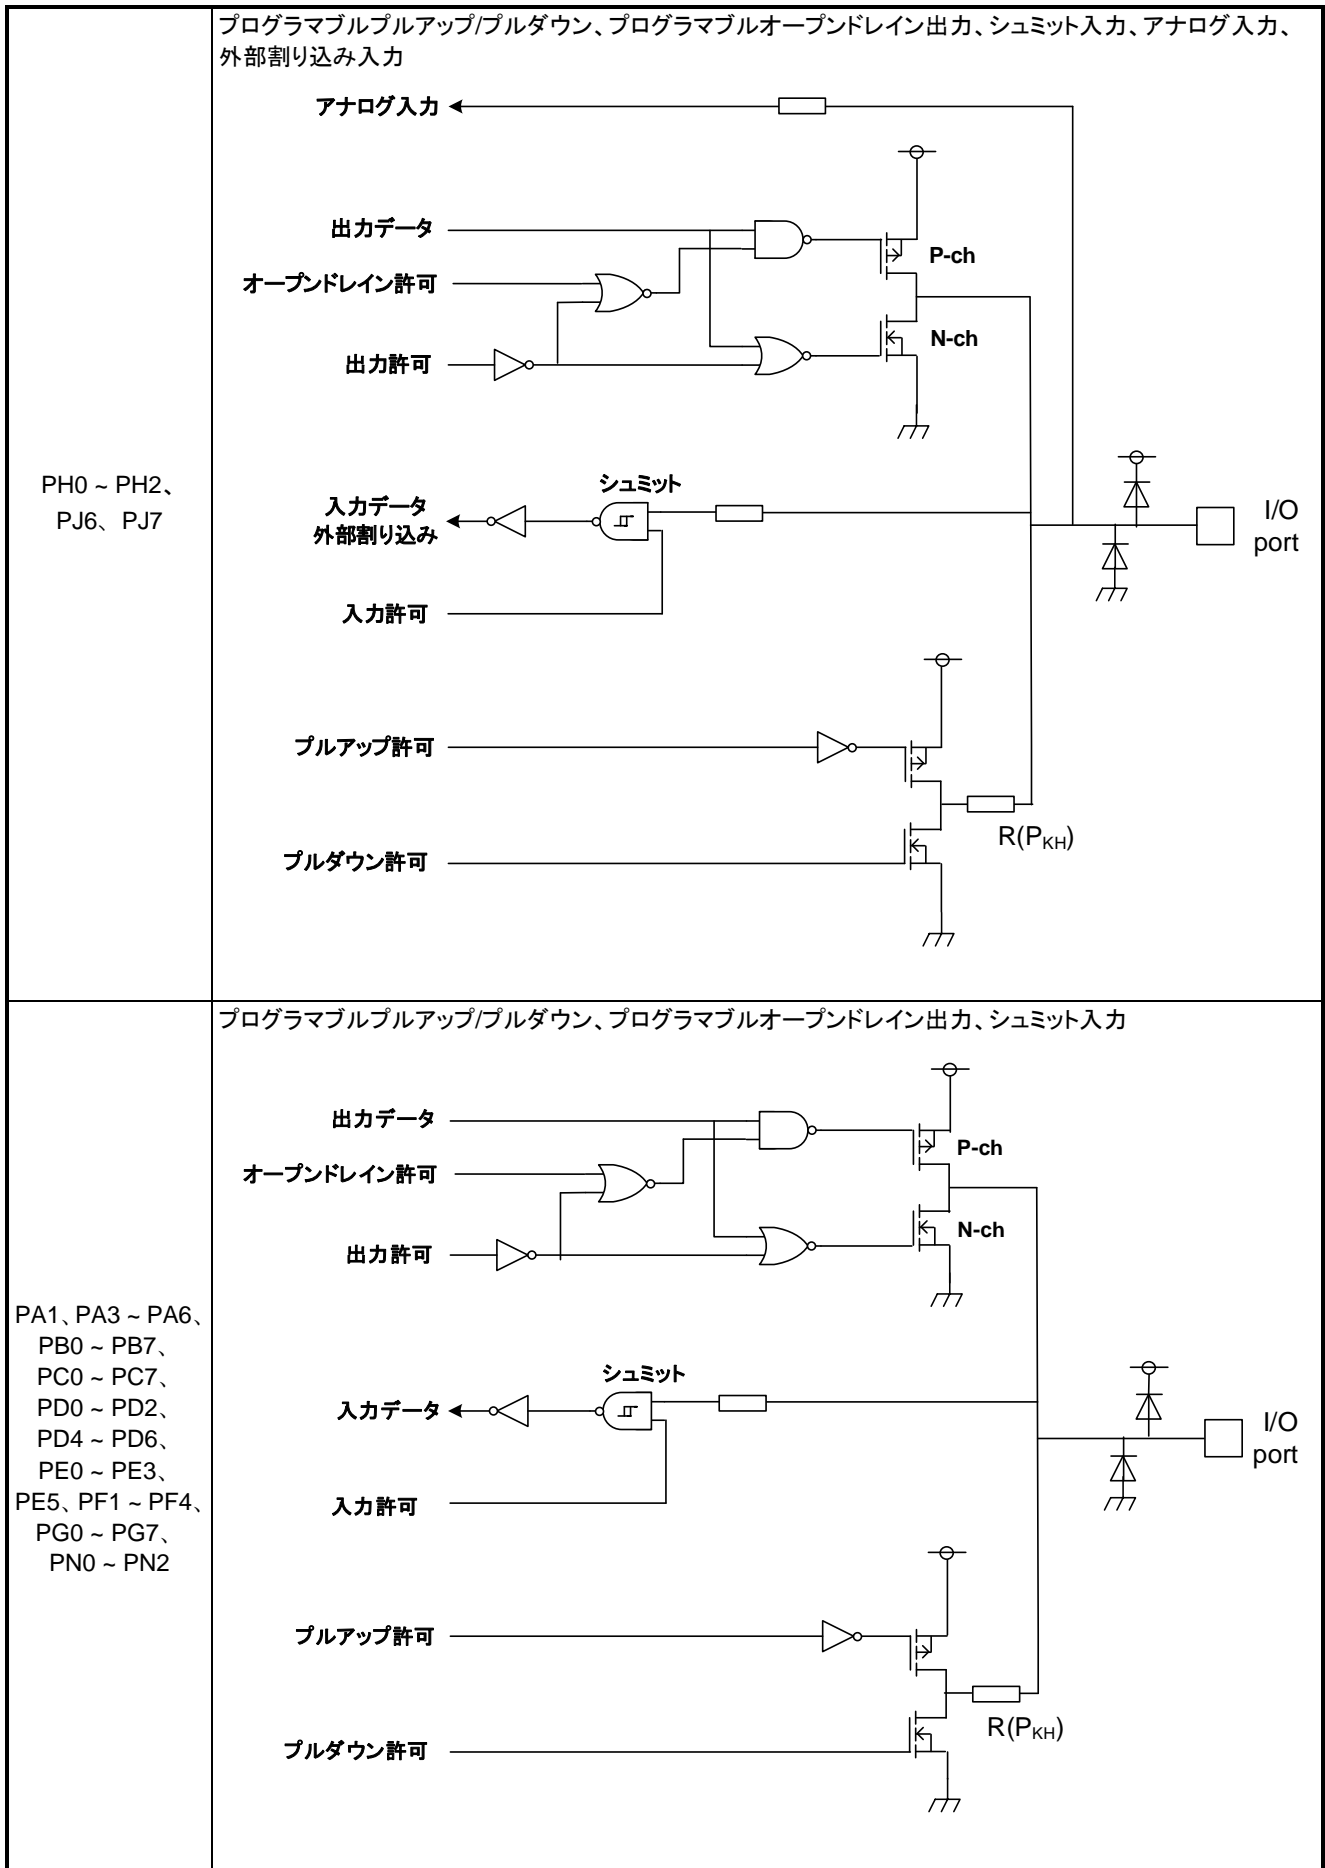 プログラマブルプルアップ/プルダウン、プログラマブルオープンドレイン出力、シュミット入力、アナログ入力、
外部割り込み入力
アナログ入力
出力データ
オープンドレイン許可
出力許可
P-ch
N-ch
PH0 ~ PH2、
PJ6、 PJ7
シュミット
入力データ
外部割り込み
入力許可
I/O
port
プルアップ許可
プルダウン許可
R(PKH)
プログラマブルプルアップ/プルダウン、プログラマブルオープンドレイン出力、シュミット入力
出力データ
オープンドレイン許可
出力許可
P-ch
N-ch
PA1、PA3 ~ PA6、
PB0 ~ PB7、
PC0 ~ PC7、
PD0 ~ PD2、
PD4 ~ PD6、
PE0 ~ PE3、
PE5、PF1 ~ PF4、
PG0 ~ PG7、
PN0 ~ PN2
シュミット
入力データ
入力許可
I/O
port
プルアップ許可
プルダウン許可
R(PKH)